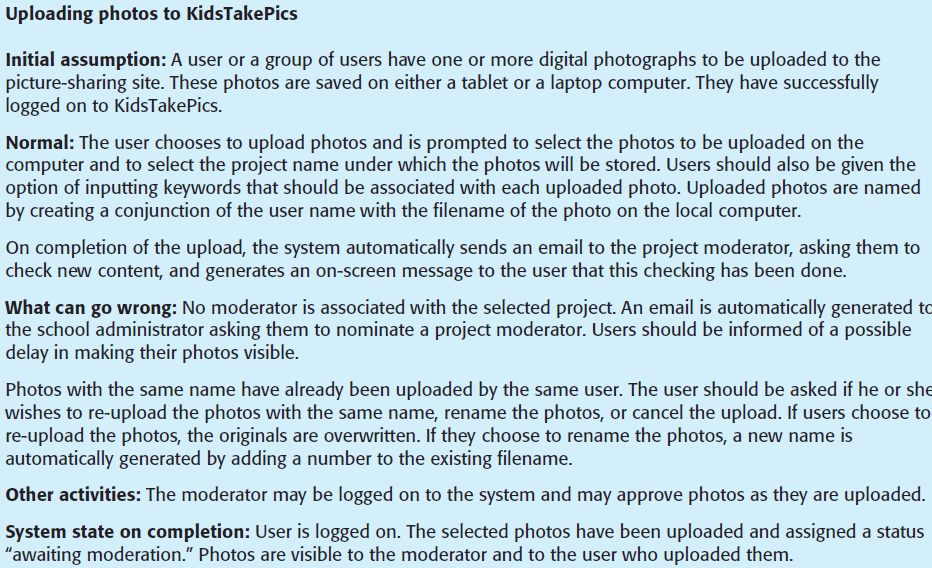 Uploading photos to KidsTakePics
Initial assumption: A user or a group of users have one or more digital photographs to be uploaded to the
picture-sharing site. These photos are saved on either a tablet or a laptop computer. They have successfully
logged on to KidsTakePics.
Normal: The user chooses to upload photos and is prompted to select the photos to be uploaded on the
computer and to select the project name under which the photos will be stored. Users should also be given the
option of inputting keywords that should be associated with each uploaded photo. Uploaded photos are named
by creating a conjunction of the user name with the filename of the photo on the local computer.
On completion of the upload, the system automatically sends an email to the project moderator, asking them to
check new content, and generates an on-screen message to the user that this checking has been done.
What can go wrong: No moderator is associated with the selected project. An email is automatically generated to
the school administrator asking them to nominate a project moderator. Users should be informed of a possible
delay in making their photos visible.
Photos with the same name have already been uploaded by the same user. The user should be asked if he or she
wishes to re-upload the photos with the same name, rename the photos, or cancel the upload. If users choose to
re-upload the photos, the originals are overwritten. If they choose to rename the photos, a new name is
automatically generated by adding a number to the existing filename.
Other activities: The moderator may be logged on to the system and may approve photos as they are uploaded.
System state on completion: User is logged on. The selected photos have been uploaded and assigned a status
“awaiting moderation.” Photos are visible to the moderator and to the user who uploaded them.